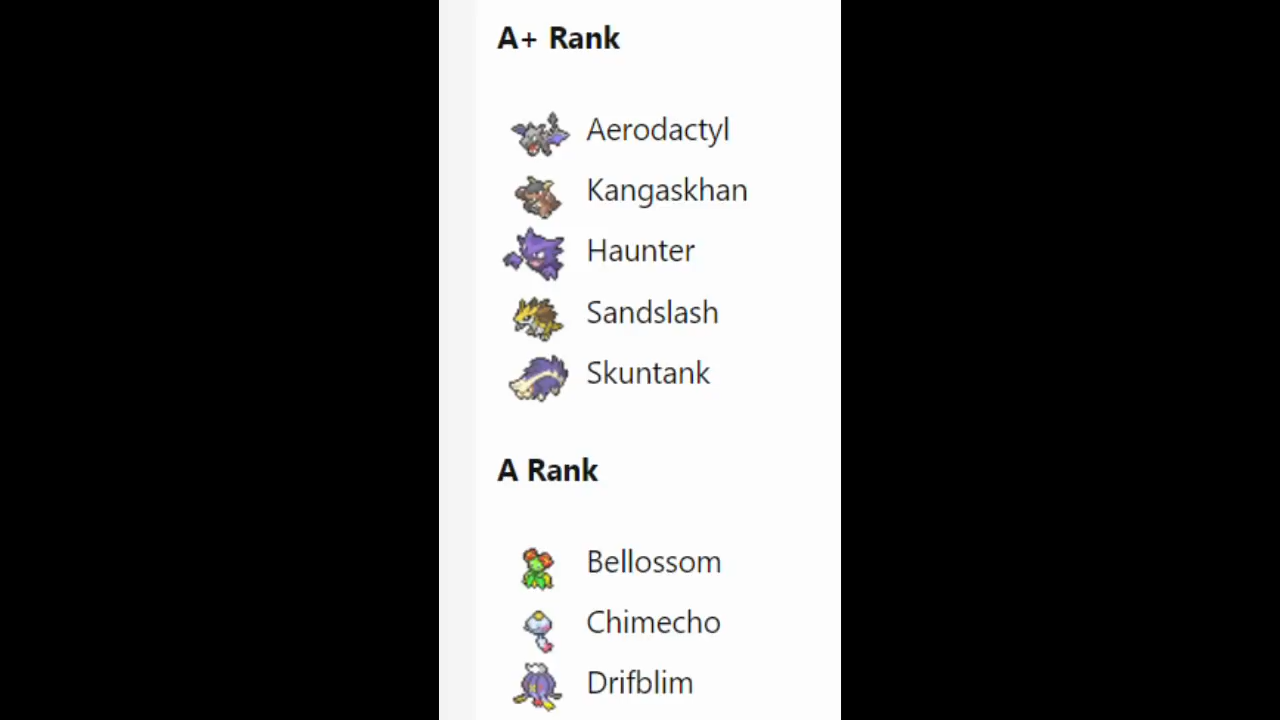 A+ Rank
Aerodactyl
Kangaskhan
Haunter
Sandslash
Skuntank
A Rank
Bellossom
Chimecho
Drifblim